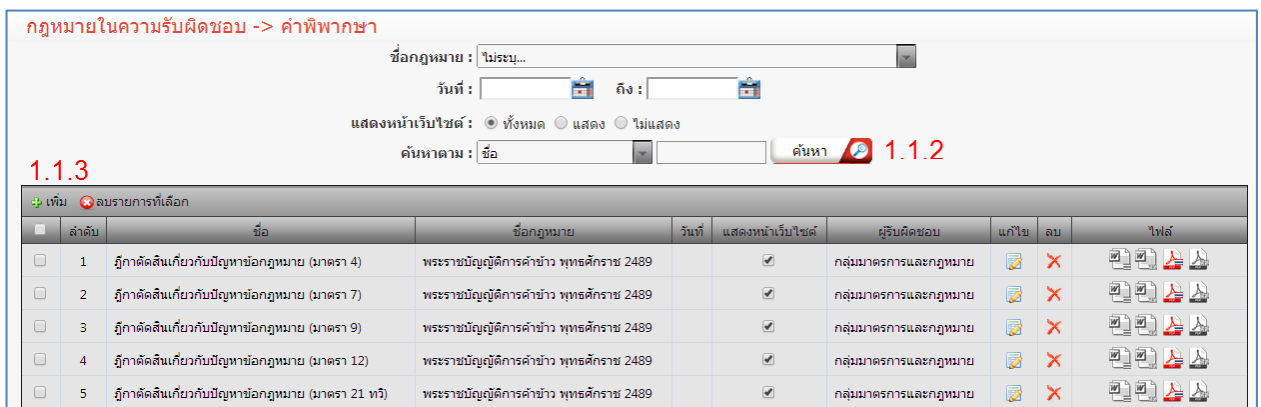 กฎหมายในความรับผิดชอบ -> คำพิพากษา
ชื่อกฎหมาย : ไม่ระบุ...
วันที่ : ถึง :
แสดงหน้าเว็บไซต์ : ทั้งหมด แสดง ไม่แสดง
ค้นหาตาม : ชื่อ ค้นหา 1.1.2
1.1.3
เพิ่ม ลบรายการที่เลือก
ลำดับ ชื่อ ชื่อกฎหมาย วันที่ แสดงหน้าเว็บไซต์ ผู้รับผิดชอบ แก้ไข ลบ ไฟล์
1 ฎีกาตัดสินเกี่ยวกับปัญหาข้อกฎหมาย (มาตรา 4) พระราชบัญญัติการค้าข้าว พุทธศักราช 2489 กลุ่มมาตรการและกฎหมาย
2 ฎีกาตัดสินเกี่ยวกับปัญหาข้อกฎหมาย (มาตรา 7) พระราชบัญญัติการค้าข้าว พุทธศักราช 2489 กลุ่มมาตรการและกฎหมาย
3 ฎีกาตัดสินเกี่ยวกับปัญหาข้อกฎหมาย (มาตรา 9) พระราชบัญญัติการค้าข้าว พุทธศักราช 2489 กลุ่มมาตรการและกฎหมาย
4 ฎีกาตัดสินเกี่ยวกับปัญหาข้อกฎหมาย (มาตรา 12) พระราชบัญญัติการค้าข้าว พุทธศักราช 2489 กลุ่มมาตรการและกฎหมาย
5 ฎีกาตัดสินเกี่ยวกับปัญหาข้อกฎหมาย (มาตรา 21 ทวิ) พระราชบัญญัติการค้าข้าว พุทธศักราช 2489 กลุ่มมาตรการและกฎหมาย